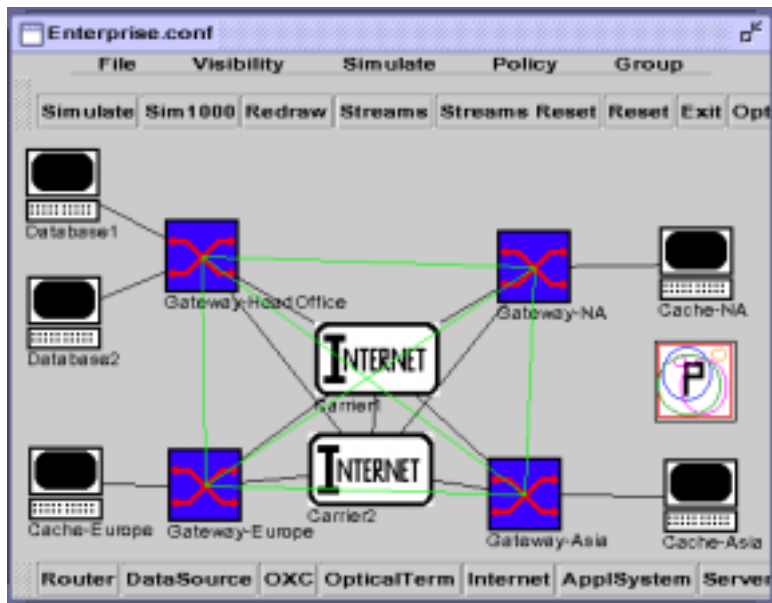 Enterprise.conf
File Visibility Simulate Policy Group
Simulate Sim1000 Redraw Streams Streams Reset Reset Exit Opt
Database1
Gateway-Head Office
Gateway-NA
Cache-NA
Database2
INTERNET
Carrier1
P
INTERNET
Carrier2
Cache-Europe
Gateway-Europe
Gateway-Asia
Cache-Asia
Router DataSource OXC OpticalTerm Internet ApplSystem Server